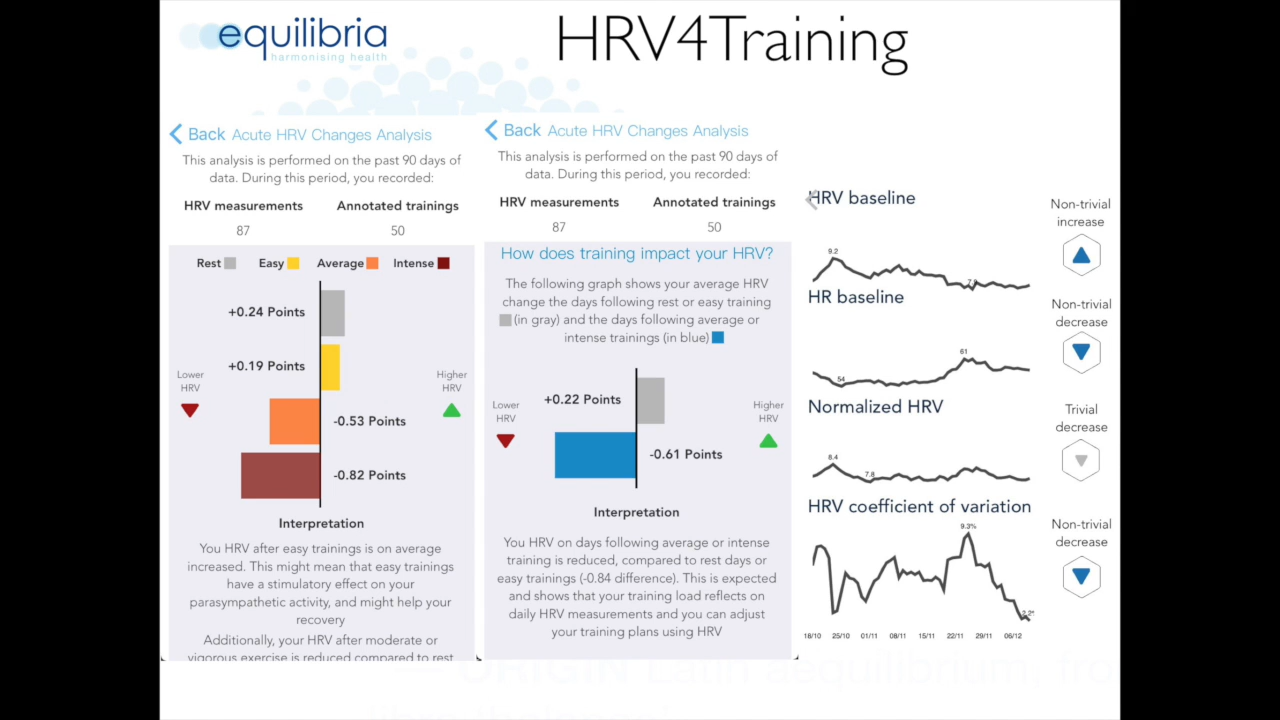 equilibria
harmonising health
HRV4Training
Back Acute HRV Changes Analysis
This analysis is performed on the past 90 days of
data. During this period, you recorded:
HRV measurements Annotated trainings
87 50
Rest Easy Average Intense
+0.24 Points
+0.19 Points
Lower
HRV
Higher
HRV
-0.53 Points
-0.82 Points
Interpretation
You HRV after easy trainings is on average
increased. This might mean that easy trainings
have a stimulatory effect on your
parasympathetic activity, and might help your
recovery
Additionally, your HRV after moderate or
vigorous exercise is reduced compared to rest
Back Acute HRV Changes Analysis
This analysis is performed on the past 90 days of
data. During this period, you recorded:
HRV measurements Annotated trainings
87 50
How does training impact your HRV?
The following graph shows your average HRV
change the days following rest or easy training
(in gray) and the days following average or
intense trainings (in blue)
+0.22 Points
Lower
HRV
Higher
HRV
-0.61 Points
Interpretation
You HRV on days following average or intense
training is reduced, compared to rest days or
easy trainings (-0.84 difference). This is expected
and shows that your training load reflects on
daily HRV measurements and you can adjust
your training plans using HRV
HRV baseline
Non-trivial
increase
9.2
HR baseline
Non-trivial
decrease
54
61
Normalized HRV
Trivial
decrease
8.4
7.8
HRV coefficient of variation
Non-trivial
decrease
9.3%
18/10 25/10 01/11 08/11 15/11 22/11 29/11 06/12
ORIGIN Latin aequilibrium, fro